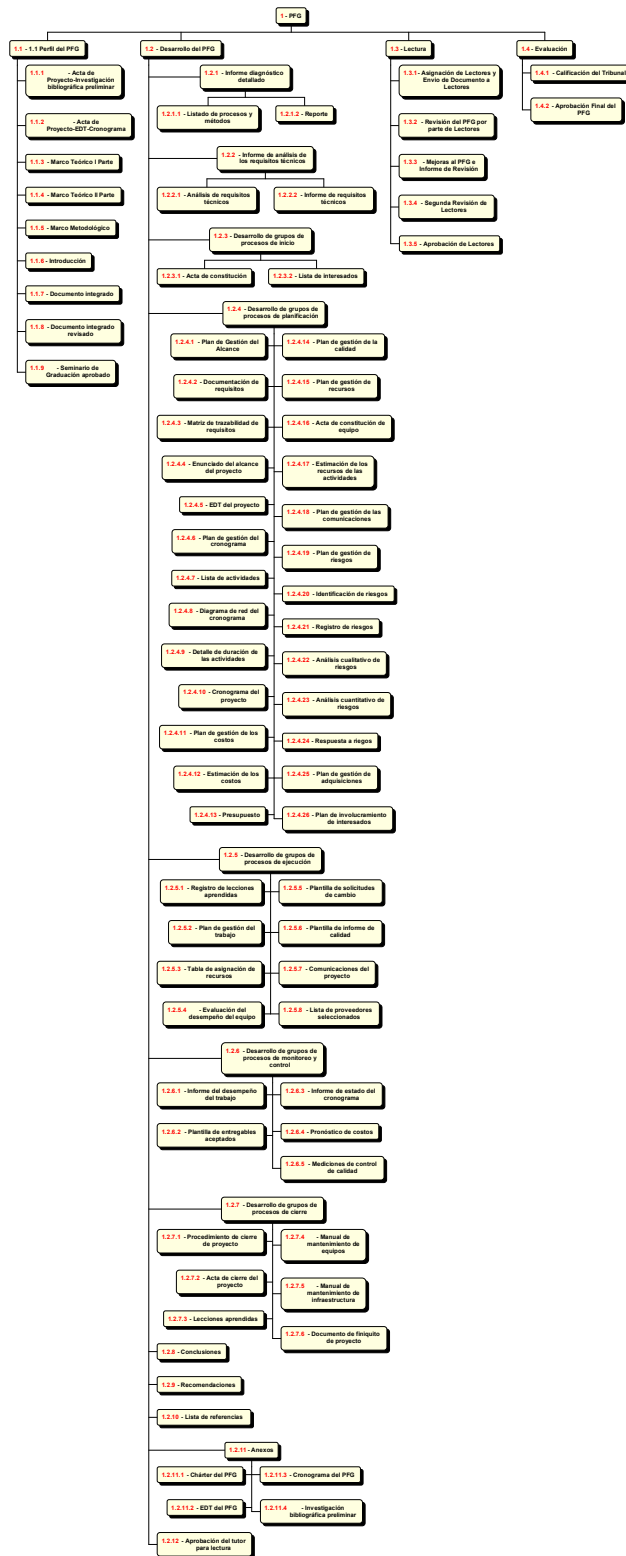 1 - PFG
1.1 - 1.1 Perfil del PFG
1.1.1 - Acta de
Proyecto-Investigación
bibliográfica preliminar
1.1.2 - Acta de
Proyecto-EDT-Cronograma
1.1.3 - Marco Teórico I Parte
1.1.4 - Marco Teórico II Parte
1.1.5 - Marco Metodológico
1.1.6 - Introducción
1.1.7 - Documento integrado
1.1.8 - Documento integrado
revisado
1.1.9 - Seminario de
Graduación aprobado
1.2 - Desarrollo del PFG
1.2.1 - Informe diagnóstico
detallado
1.2.1.1 - Listado de procesos y
métodos
1.2.1.2 - Reporte
1.2.2 - Informe de análisis de
los requisitos técnicos
1.2.2.1 - Análisis de requisitos
técnicos
1.2.2.2 - Informe de requisitos
técnicos
1.2.3 - Desarrollo de grupos de
procesos de inicio
1.2.3.1 - Acta de constitución
1.2.3.2 - Lista de interesados
1.2.4 - Desarrollo de grupos de
procesos de planificación
1.2.4.1 - Plan de Gestión del
Alcance
1.2.4.2 - Documentación de
requisitos
1.2.4.3 - Matriz de trazabilidad de
requisitos
1.2.4.4 - Enunciado del alcance
del proyecto
1.2.4.5 - EDT del proyecto
1.2.4.6 - Plan de gestión del
cronograma
1.2.4.7 - Lista de actividades
1.2.4.8 - Diagrama de red del
cronograma
1.2.4.9 - Detalle de duración de
las actividades
1.2.4.10 - Cronograma del
proyecto
1.2.4.11 - Plan de gestión de los
costos
1.2.4.12 - Estimación de los
costos
1.2.4.13 - Presupuesto
1.2.4.14 - Plan de gestión de la
calidad
1.2.4.15 - Plan de gestión de
recursos
1.2.4.16 - Acta de constitución de
equipo
1.2.4.17 - Estimación de los
recursos de las
actividades
1.2.4.18 - Plan de gestión de las
comunicaciones
1.2.4.19 - Plan de gestión de
riesgos
1.2.4.20 - Identificación de riesgos
1.2.4.21 - Registro de riesgos
1.2.4.22 - Análisis cualitativo de
riesgos
1.2.4.23 - Análisis cuantitativo de
riesgos
1.2.4.24 - Respuesta a riegos
1.2.4.25 - Plan de gestión de
adquisiciones
1.2.4.26 - Plan de involucramiento
de interesados
1.2.5 - Desarrollo de grupos de
procesos de ejecución
1.2.5.1 - Registro de lecciones
aprendidas
1.2.5.2 - Plan de gestión del
trabajo
1.2.5.3 - Tabla de asignación de
recursos
1.2.5.4 - Evaluación del
desempeño del equipo
1.2.5.5 - Plantilla de solicitudes
de cambio
1.2.5.6 - Plantilla de informe de
calidad
1.2.5.7 - Comunicaciones del
proyecto
1.2.5.8 - Lista de proveedores
seleccionados
1.2.6 - Desarrollo de grupos de
procesos de monitoreo y
control
1.2.6.1 - Informe del desempeño
del trabajo
1.2.6.2 - Plantilla de entregables
aceptados
1.2.6.3 - Informe de estado del
cronograma
1.2.6.4 - Pronóstico de costos
1.2.6.5 - Mediciones de control
de calidad
1.2.7 - Desarrollo de grupos de
procesos de cierre
1.2.7.1 - Procedimiento de cierre
de proyecto
1.2.7.2 - Acta de cierre del
proyecto
1.2.7.3 - Lecciones aprendidas
1.2.7.4 - Manual de
mantenimiento de
equipos
1.2.7.5 - Manual de
mantenimiento de
infraestructura
1.2.7.6 - Documento de finiquito
de proyecto
1.2.8 - Conclusiones
1.2.9 - Recomendaciones
1.2.10 - Lista de referencias
1.2.11 - Anexos
1.2.11.1 - Chárter del PFG
1.2.11.2 - EDT del PFG
1.2.11.3 - Cronograma del PFG
1.2.11.4 - Investigación
bibliográfica preliminar
1.2.12 - Aprobación del tutor
para lectura
1.3 - Lectura
1.3.1 - Asignación de Lectores y
Envio de Documento a
Lectores
1.3.2 - Revisión del PFG por
parte de Lectores
1.3.3 - Mejoras al PFG e
Informe de Revisión
1.3.4 - Segunda Revisión de
Lectores
1.3.5 - Aprobación de Lectores
1.4 - Evaluación
1.4.1 - Calificación del Tribunal
1.4.2 - Aprobación Final del
PFG